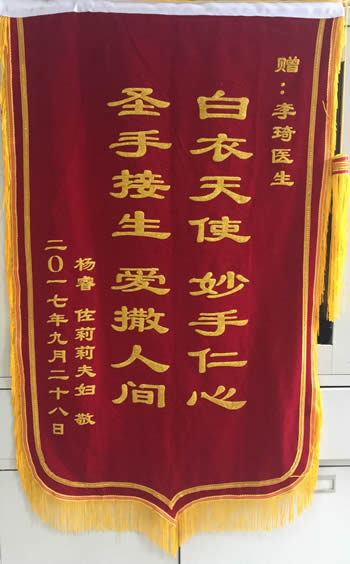 赠：李琦医生
白衣天使 妙手仁心
圣手接生 爱撒人间
杨睿 佐莉莉夫妇 敬
二〇一七年九月二十八日